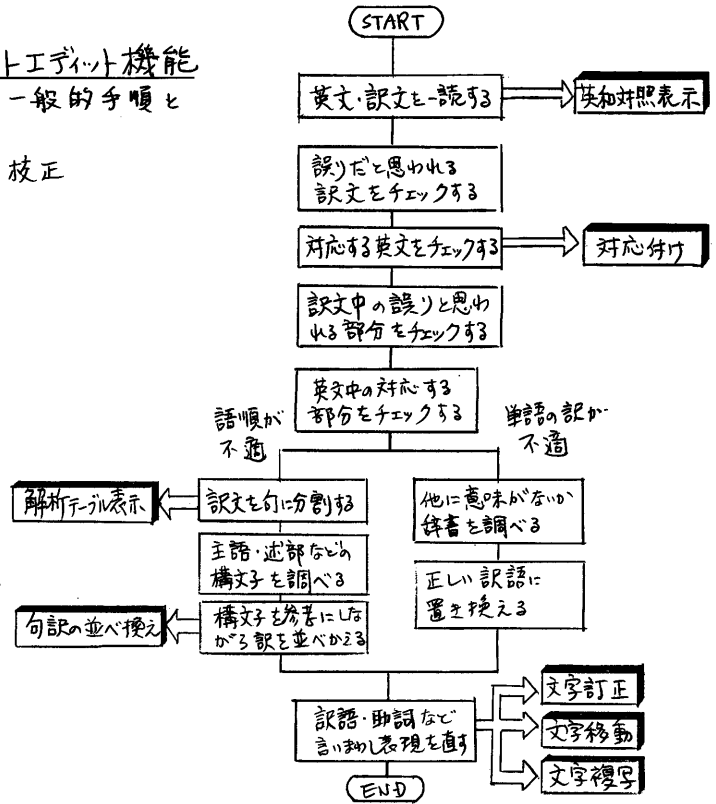 START
トエディット機能
一般的手順と
校正
英文・訳文を一読する
英和対照表示
誤りだと思われる
訳文をチェックする
対応する英文をチェックする
対応付け
訳文中の誤りと思わ
れる部分をチェックする
英文中の対応する
部分をチェックする
語順が
不適
単語の訳が
不適
解析テーブル表示
訳文を句に分割する
他に意味がないか
辞書を調べる
主語・述部などの
構文子を調べる
正しい訳語に
置き換える
句訳の並べ換え
構文子を参考にしな
がら訳を並べかえる
訳語・助詞など
言いまわし表現を直す
文字訂正
文字移動
文字複写
END